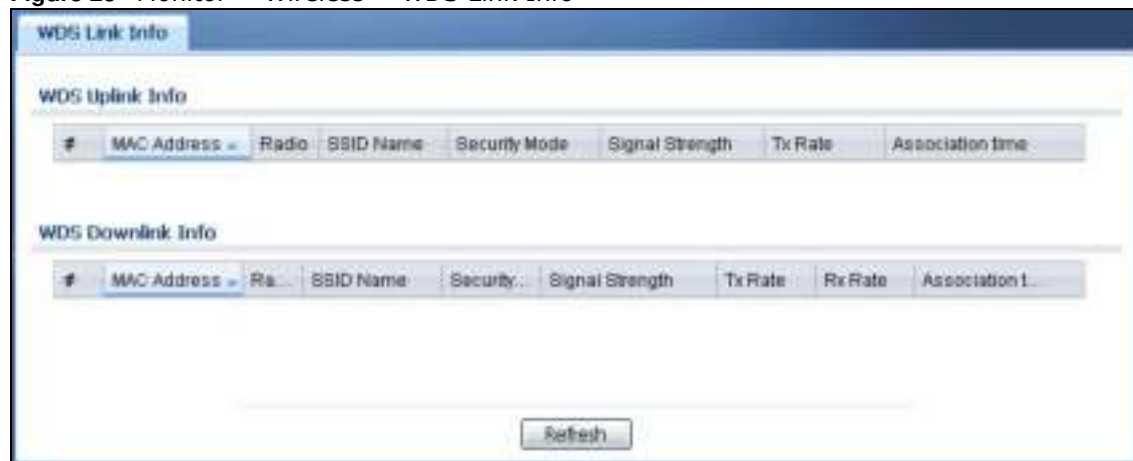 WDS Link Info
WDS Uplink Info
# MAC Address Radio SSID Name Security Mode Signal Strength Tx Rate Association time
WDS Downlink Info
# MAC Address Ra... SSID Name Security... Signal Strength Tx Rate Rx Rate Association t...
Refresh